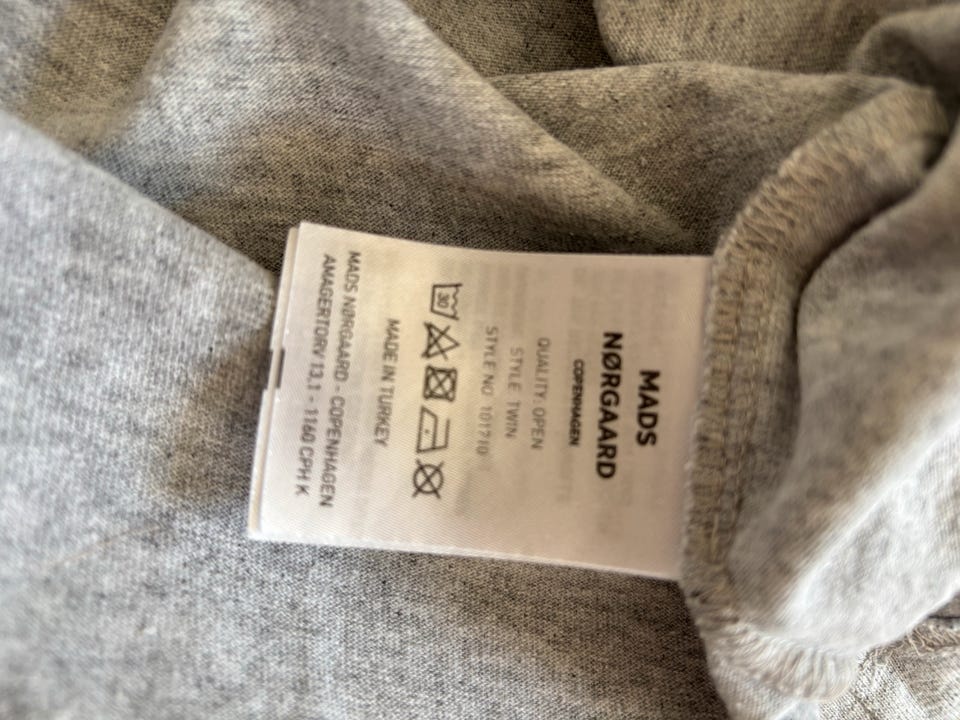 MADS
NØRGAARD
COPENHAGEN
QUALITY: OPEN
STYLE: TWIN
STYLE NO: 101710
30
MADE IN TURKEY
MADS NØRGAARD - COPENHAGEN
AMAGERTORV 13,1 - 1160 CPH K